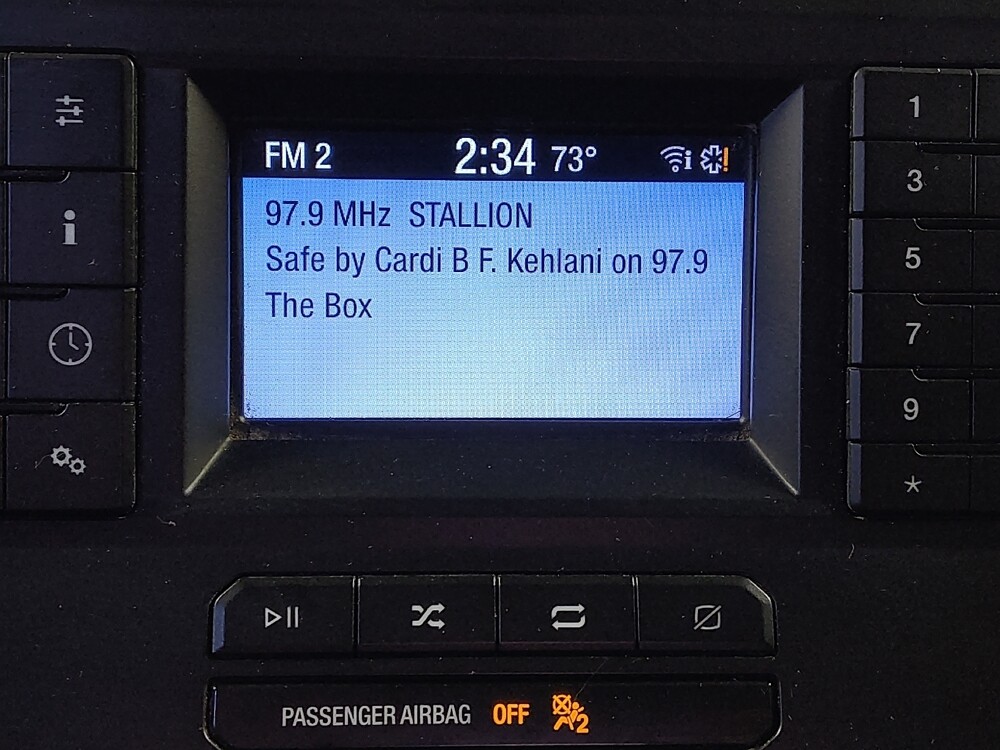 FM 2 2:34 73°
97.9 MHz STALLION
Safe by Cardi B F. Kehlani on 97.9
The Box
i
1
3
5
7
9
*
PASSENGER AIRBAG OFF 2